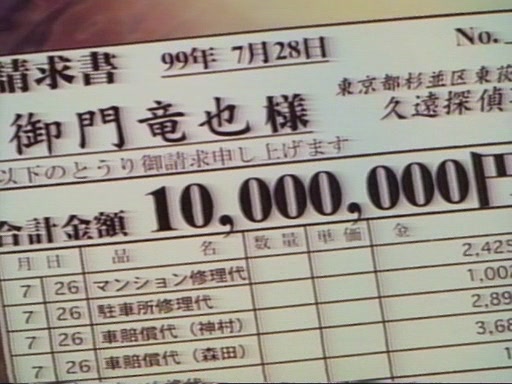 請求書
99年 7月28日
No.
御門竜也様
東京都杉並区東荻
久遠探偵
以下のとうり御請求申し上げます
合計金額 10,000,000円
月 日 品 名 数量 単価 金
7 26 マンション修理代 2,425
7 26 駐車所修理代 1,002
7 26 車賠償代（神村） 2,89
7 26 車賠償代（森田） 3,68